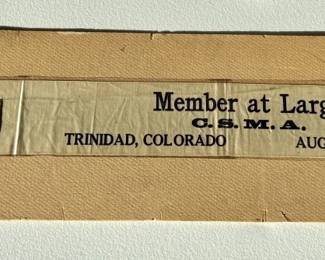 Member at Larg
C. S. M. A.
TRINIDAD, COLORADO AUG